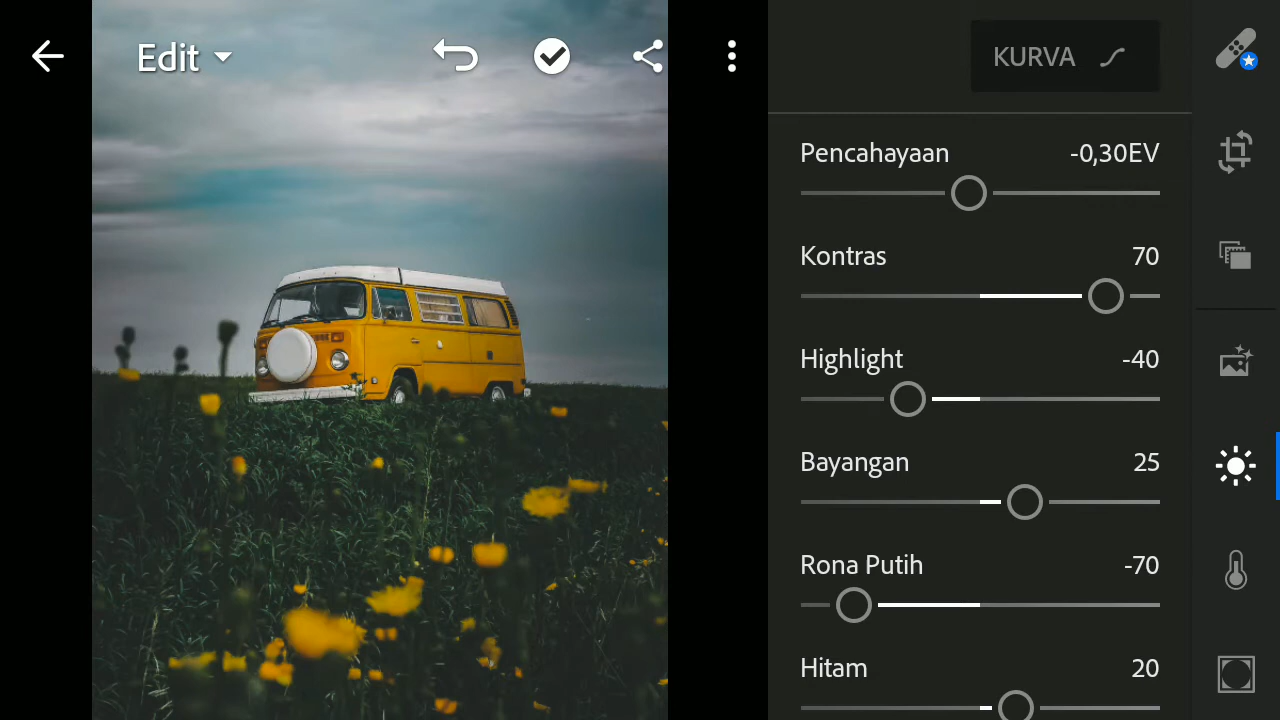 Edit
KURVA
Pencahayaan -0,30EV
Kontras 70
Highlight -40
Bayangan 25
Rona Putih -70
Hitam 20